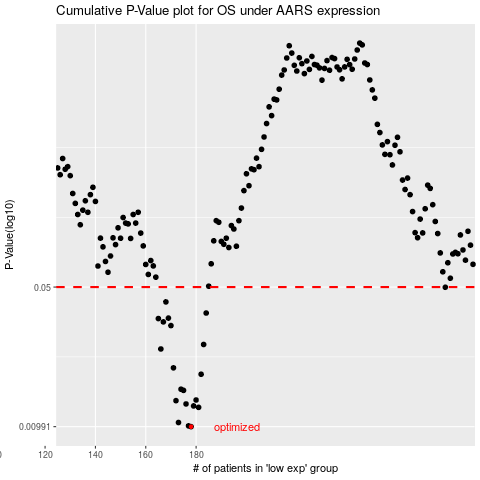 Cumulative P-Value plot for OS under AARS expression
P-Value(log10)
0.05
0.00991
optimized
0
120
140
160
180
# of patients in 'low exp' group